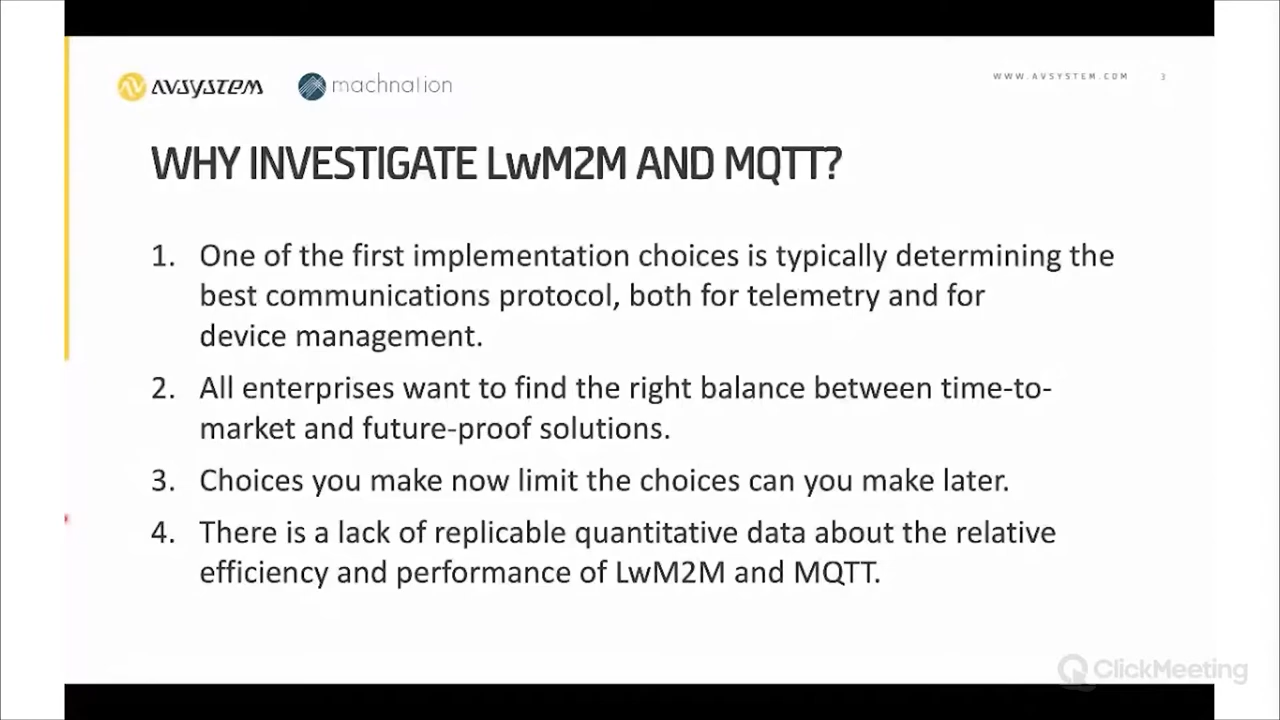 AVSYSTEM machnation WWW.AVSYSTEM.COM 3
WHY INVESTIGATE LwM2M AND MQTT?
1. One of the first implementation choices is typically determining the
best communications protocol, both for telemetry and for
device management.
2. All enterprises want to find the right balance between time-to-
market and future-proof solutions.
3. Choices you make now limit the choices can you make later.
4. There is a lack of replicable quantitative data about the relative
efficiency and performance of LwM2M and MQTT.
ClickMeeting